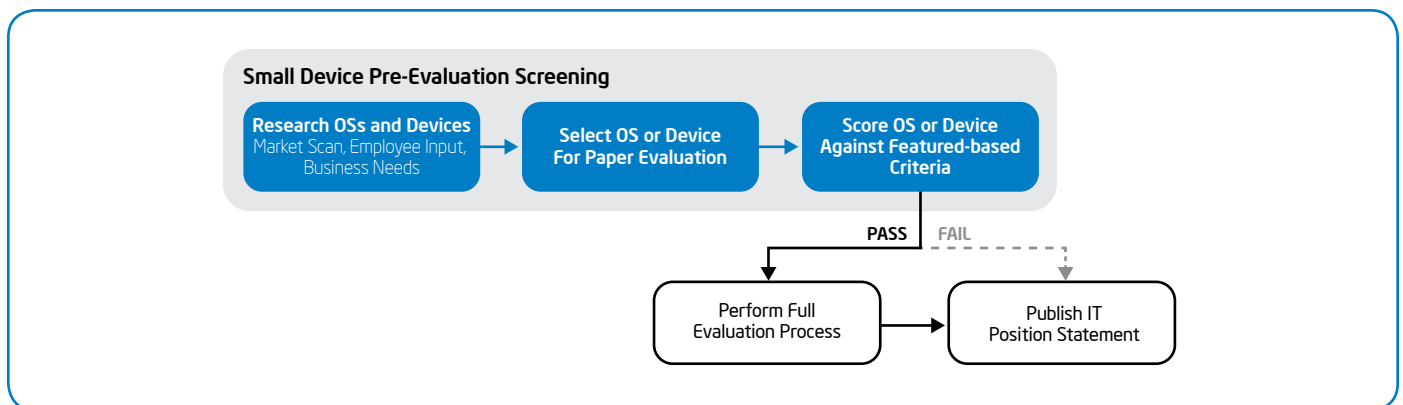 Small Device Pre-Evaluation Screening
Research OSs and Devices
Market Scan, Employee Input,
Business Needs
Select OS or Device
For Paper Evaluation
Score OS or Device
Against Featured-based
Criteria
PASS
FAIL
Perform Full
Evaluation Process
Publish IT
Position Statement